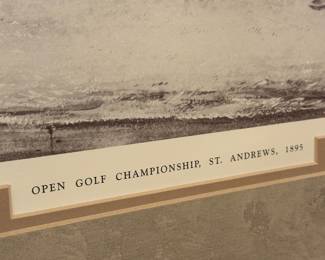 OPEN GOLF CHAMPIONSHIP, ST. ANDREWS, 1895